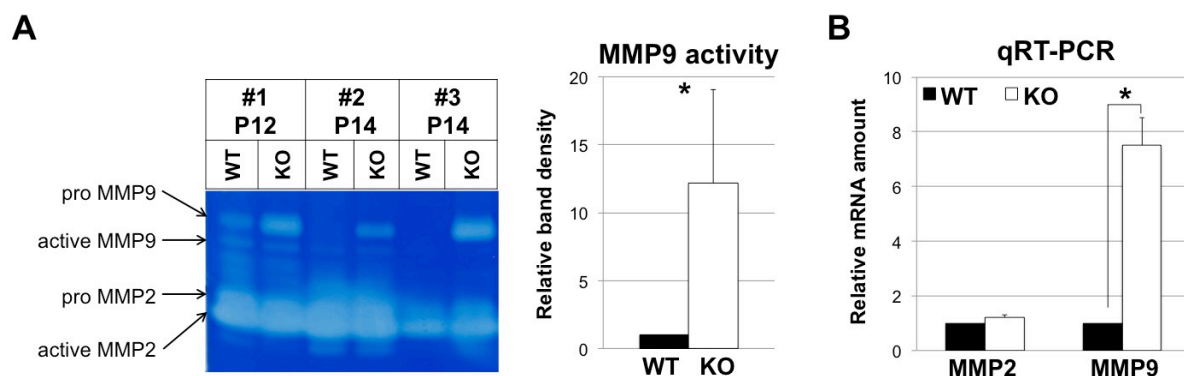 A
#1 #2 #3
P12 P14 P14
WT KO WT KO WT KO
pro MMP9
active MMP9
pro MMP2
active MMP2
MMP9 activity
Relative band density
20
15
10
5
0
*
WT KO
B
qRT-PCR
Relative mRNA amount
10
8
6
4
2
0
WT KO
*
MMP2 MMP9